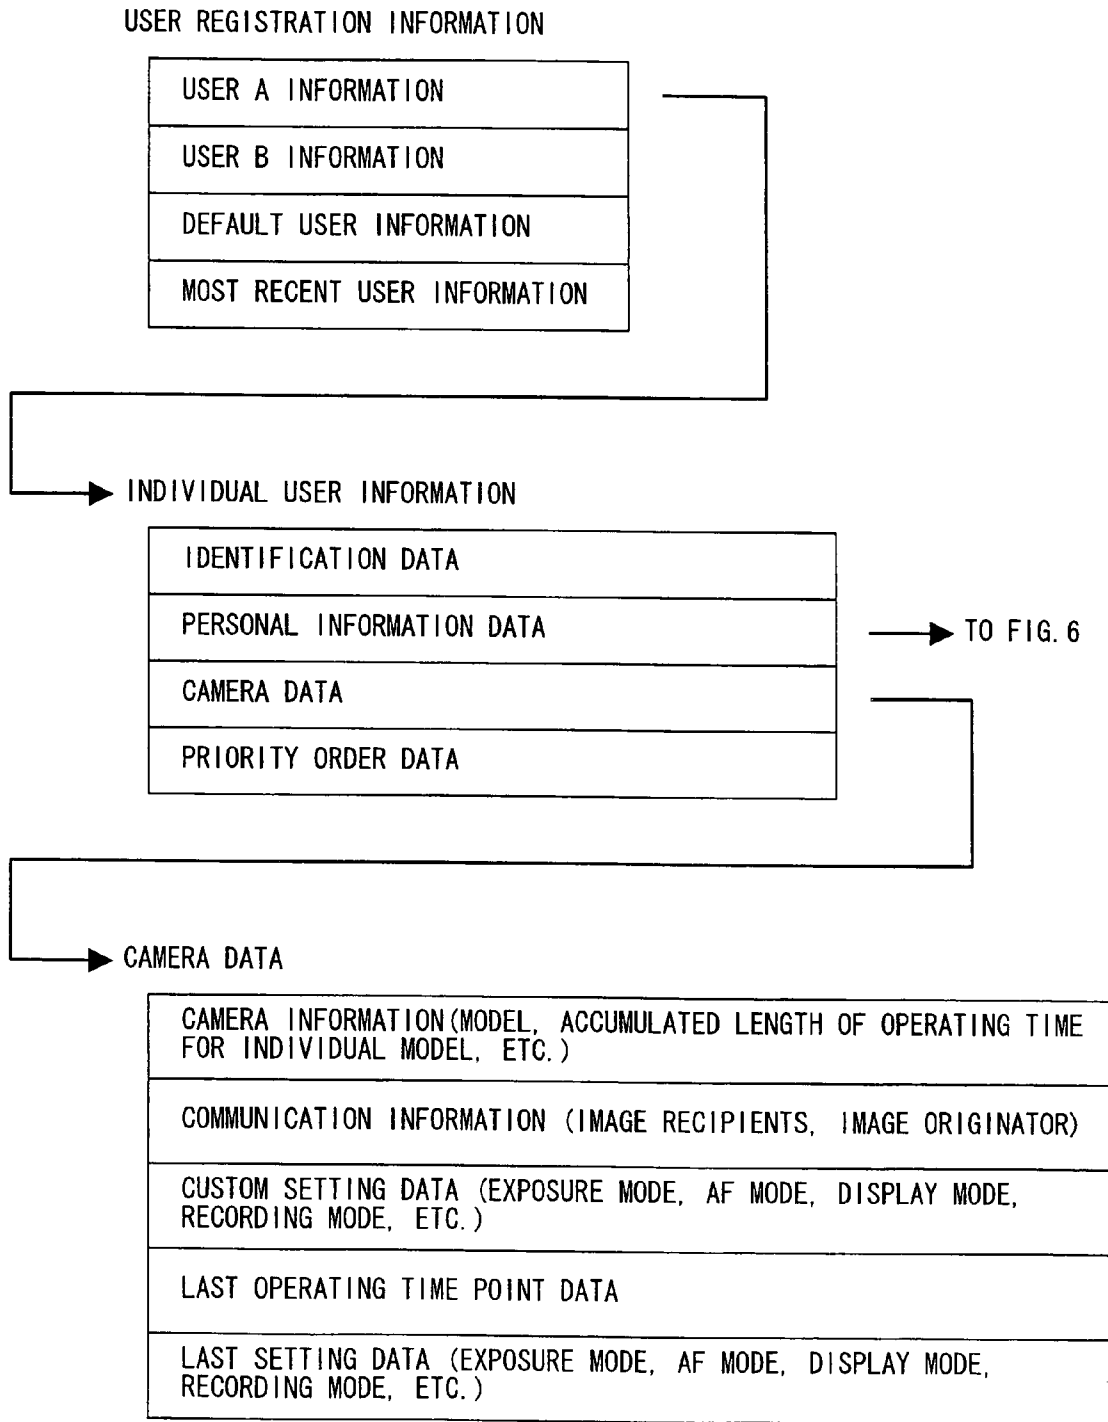 USER REGISTRATION INFORMATION
USER A INFORMATION
USER B INFORMATION
DEFAULT USER INFORMATION
MOST RECENT USER INFORMATION
INDIVIDUAL USER INFORMATION
IDENTIFICATION DATA
PERSONAL INFORMATION DATA
TO FIG. 6
CAMERA DATA
PRIORITY ORDER DATA
CAMERA DATA
CAMERA INFORMATION(MODEL, ACCUMULATED LENGTH OF OPERATING TIME
FOR INDIVIDUAL MODEL, ETC.)
COMMUNICATION INFORMATION (IMAGE RECIPIENTS, IMAGE ORIGINATOR)
CUSTOM SETTING DATA (EXPOSURE MODE, AF MODE, DISPLAY MODE,
RECORDING MODE, ETC.)
LAST OPERATING TIME POINT DATA
LAST SETTING DATA (EXPOSURE MODE, AF MODE, DISPLAY MODE,
RECORDING MODE, ETC.)